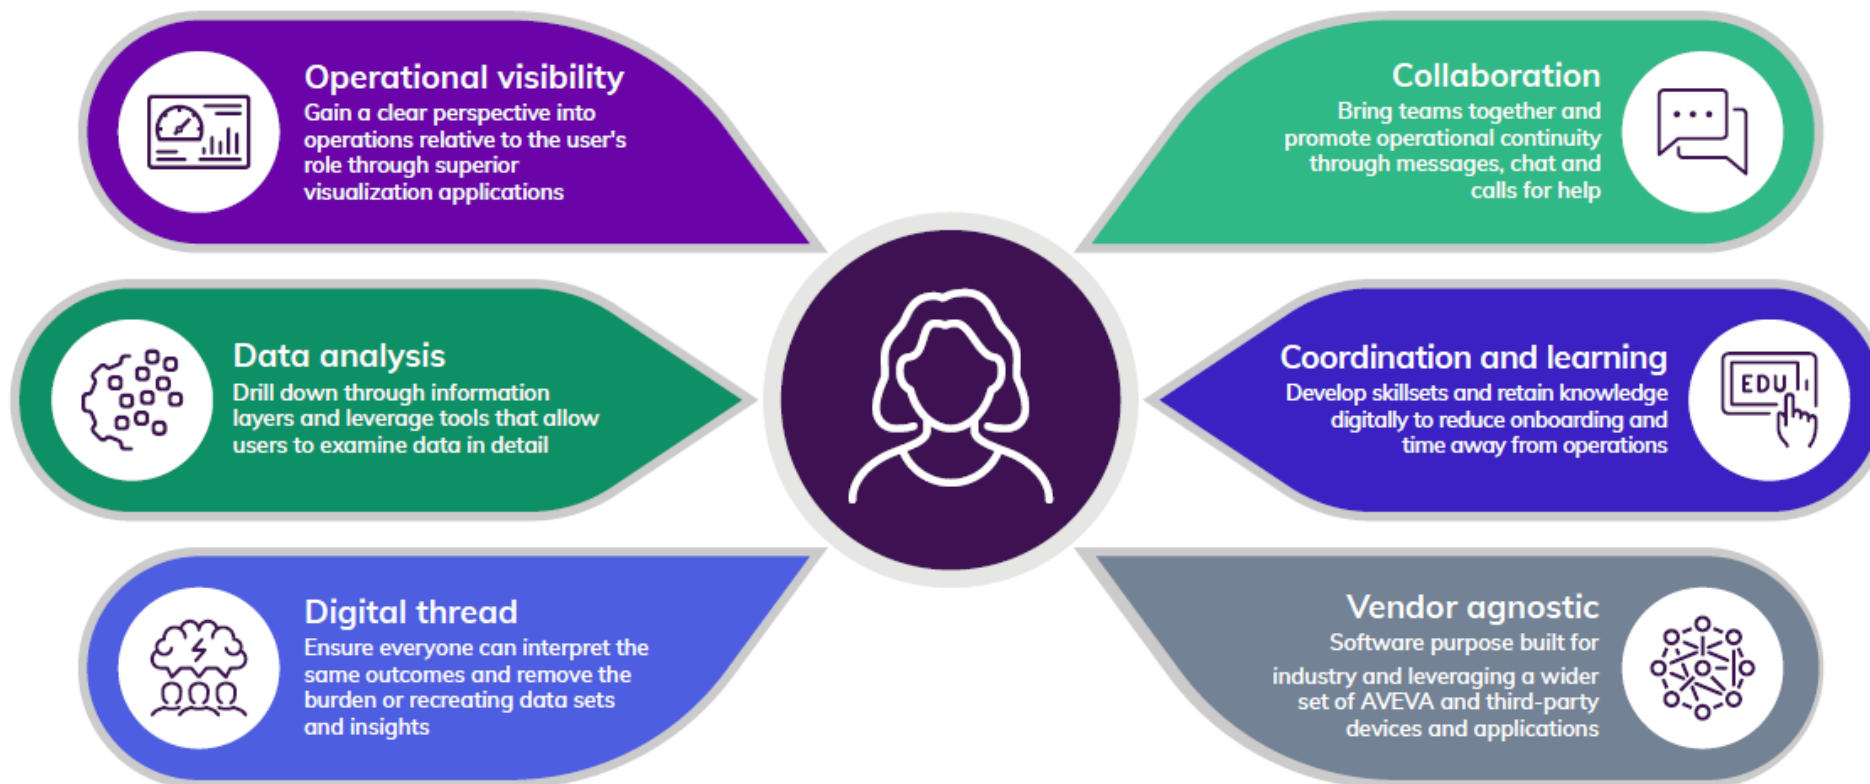 Operational visibility
Gain a clear perspective into
operations relative to the user's
role through superior
visualization applications
Data analysis
Drill down through information
layers and leverage tools that allow
users to examine data in detail
Digital thread
Ensure everyone can interpret the
same outcomes and remove the
burden or recreating data sets
and insights
Collaboration
Bring teams together and
promote operational continuity
through messages, chat and
calls for help
Coordination and learning
Develop skillsets and retain knowledge
digitally to reduce onboarding and
time away from operations
EDU
Vendor agnostic
Software purpose built for
industry and leveraging a wider
set of AVEVA and third-party
devices and applications